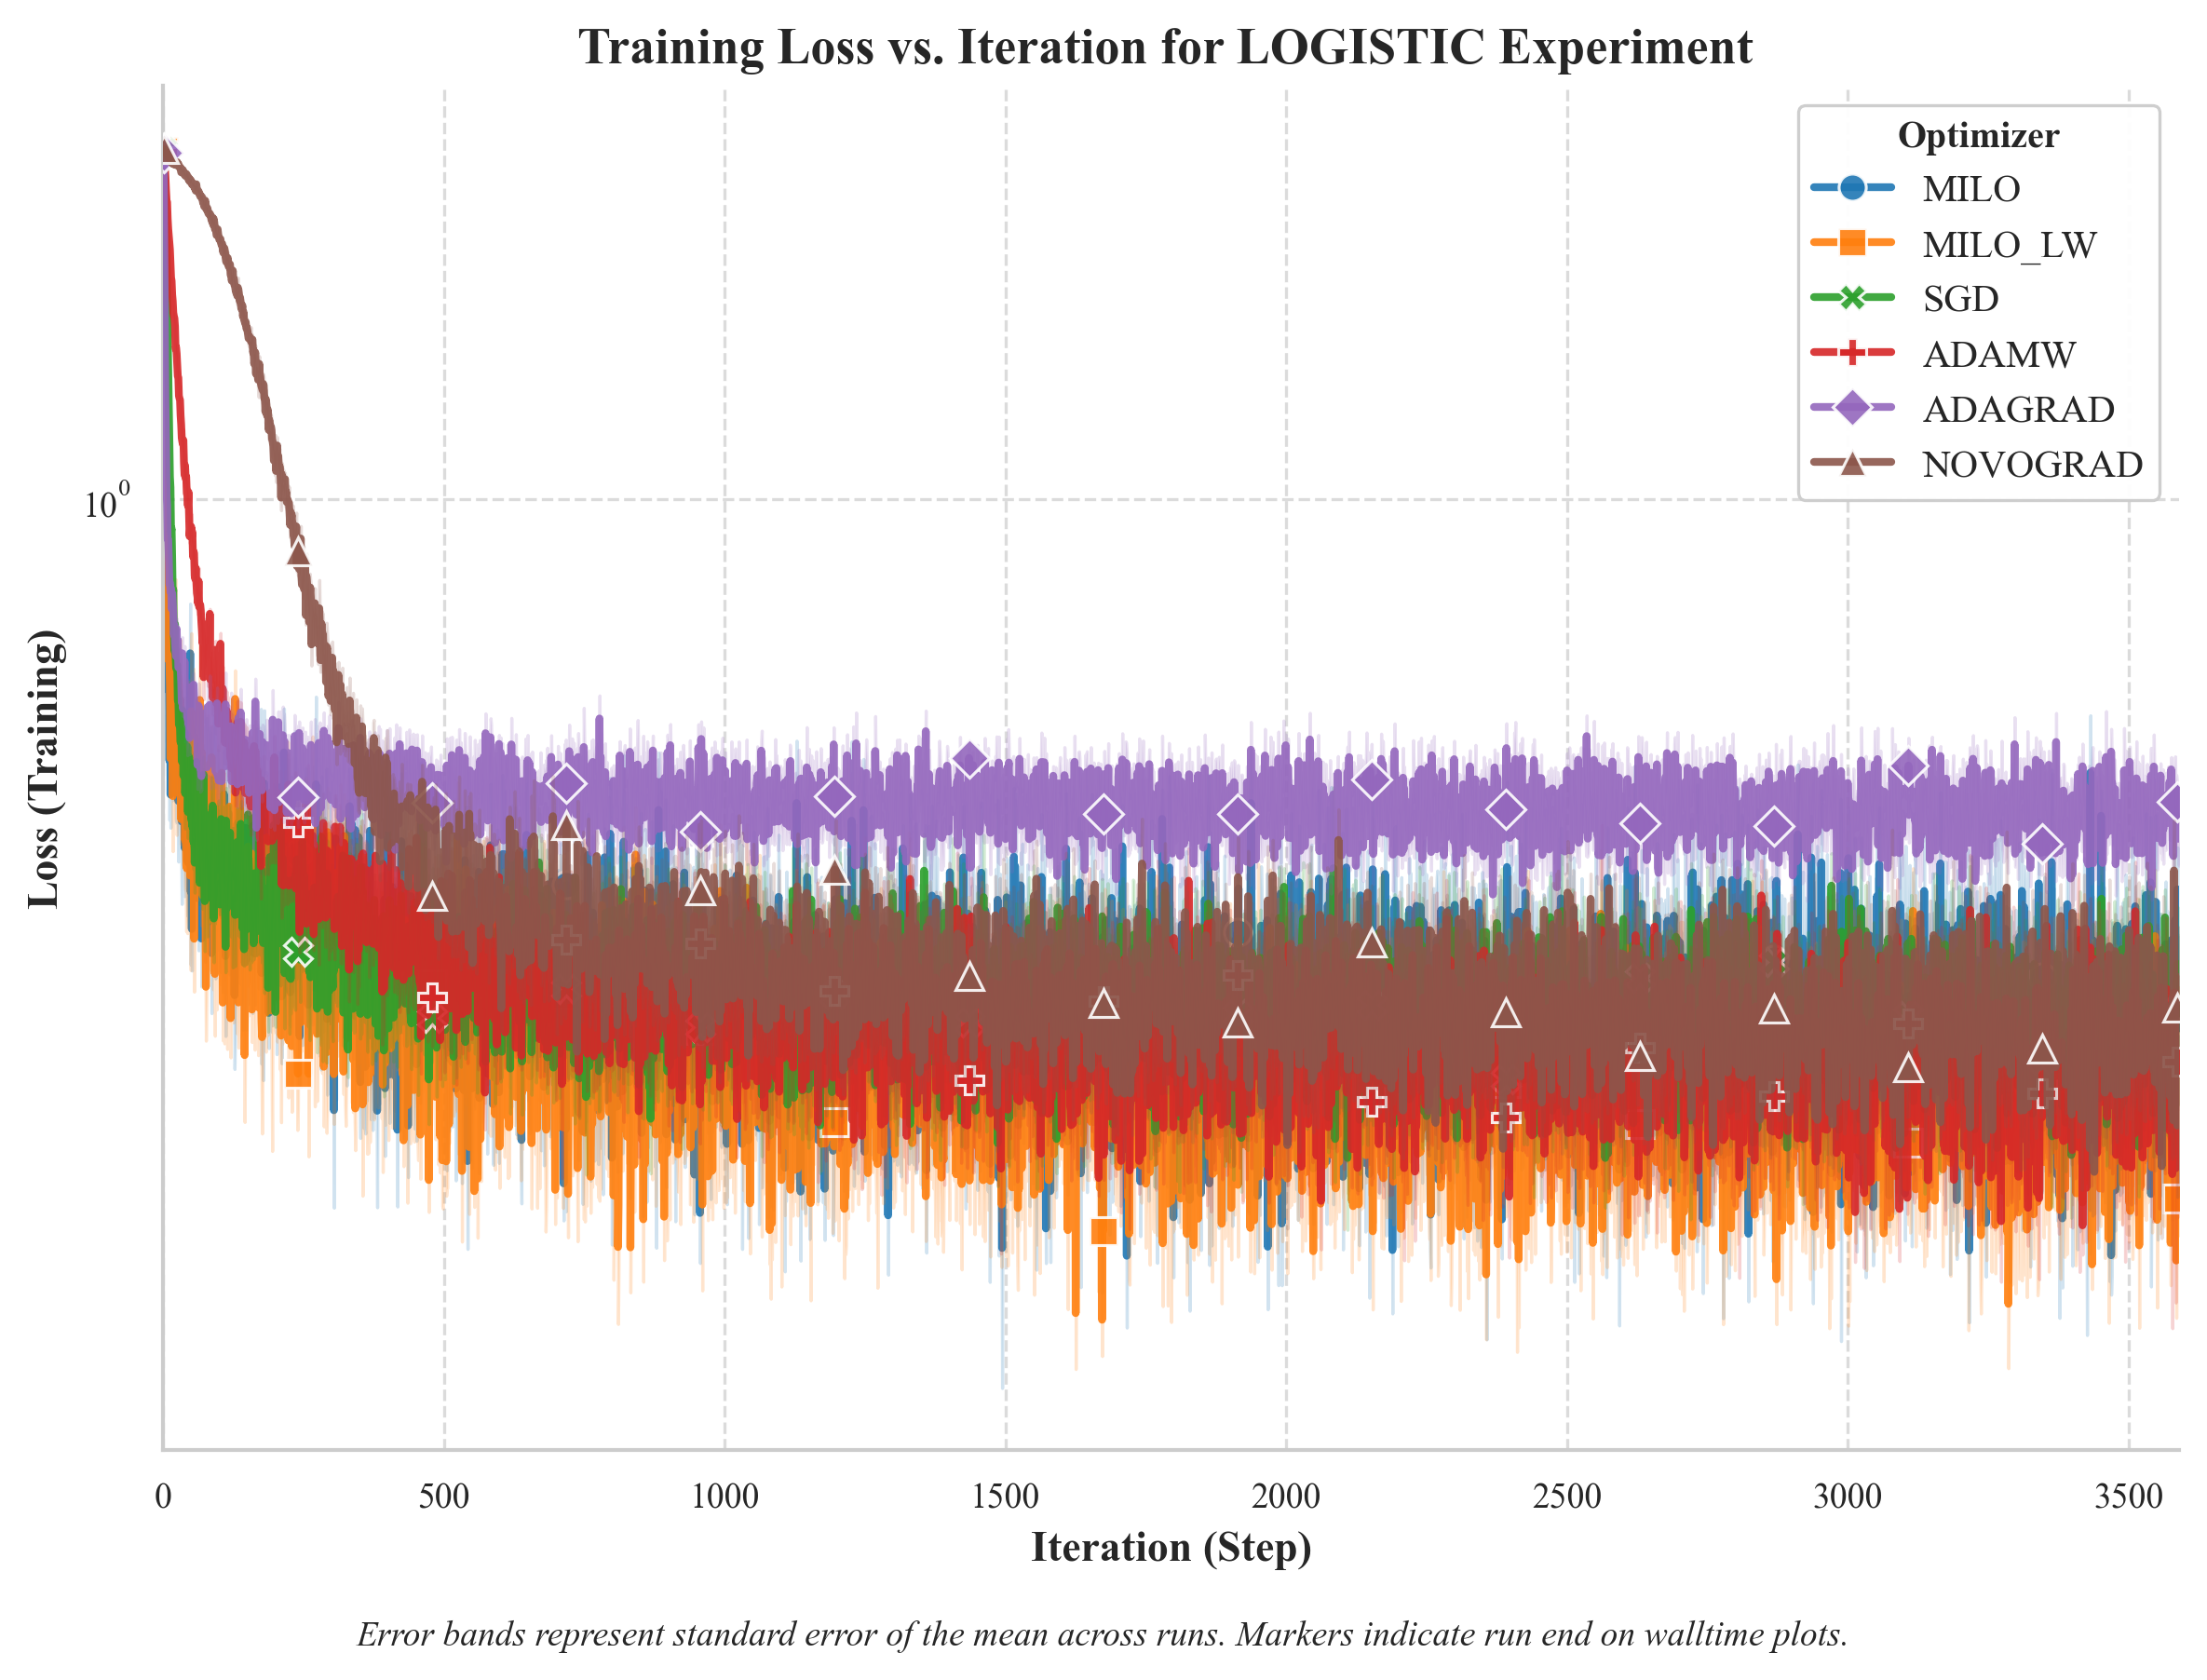 Training Loss vs. Iteration for LOGISTIC Experiment
Optimizer
MILO
MILO_LW
SGD
ADAMW
ADAGRAD
NOVOGRAD
10⁰
Loss (Training)
0 500 1000 1500 2000 2500 3000 3500
Iteration (Step)
Error bands represent standard error of the mean across runs. Markers indicate run end on walltime plots.